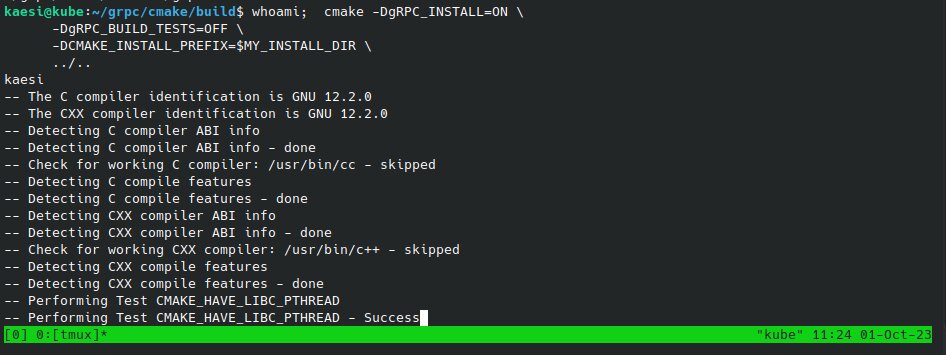 kaesi@kube:~/grpc/cmake/build$ whoami;  cmake -DgRPC_INSTALL=ON \
      -DgRPC_BUILD_TESTS=OFF \
      -DCMAKE_INSTALL_PREFIX=$MY_INSTALL_DIR \
      ../..
kaesi
-- The C compiler identification is GNU 12.2.0
-- The CXX compiler identification is GNU 12.2.0
-- Detecting C compiler ABI info
-- Detecting C compiler ABI info - done
-- Check for working C compiler: /usr/bin/cc - skipped
-- Detecting C compile features
-- Detecting C compile features - done
-- Detecting CXX compiler ABI info
-- Detecting CXX compiler ABI info - done
-- Check for working CXX compiler: /usr/bin/c++ - skipped
-- Detecting CXX compile features
-- Detecting CXX compile features - done
-- Performing Test CMAKE_HAVE_LIBC_PTHREAD
-- Performing Test CMAKE_HAVE_LIBC_PTHREAD - Success
[0] 0:[tmux]* "kube" 11:24 01-Oct-23